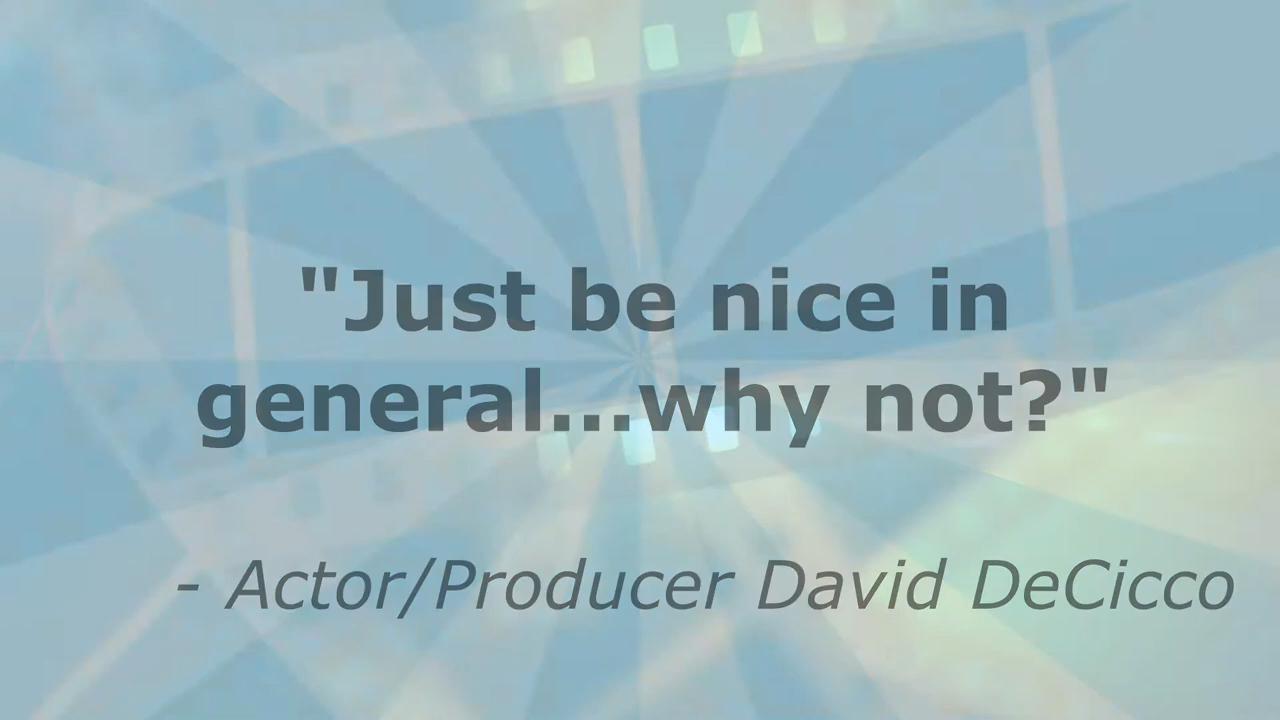 "Just be nice in
general...why not?"
- Actor/Producer David DeCicco